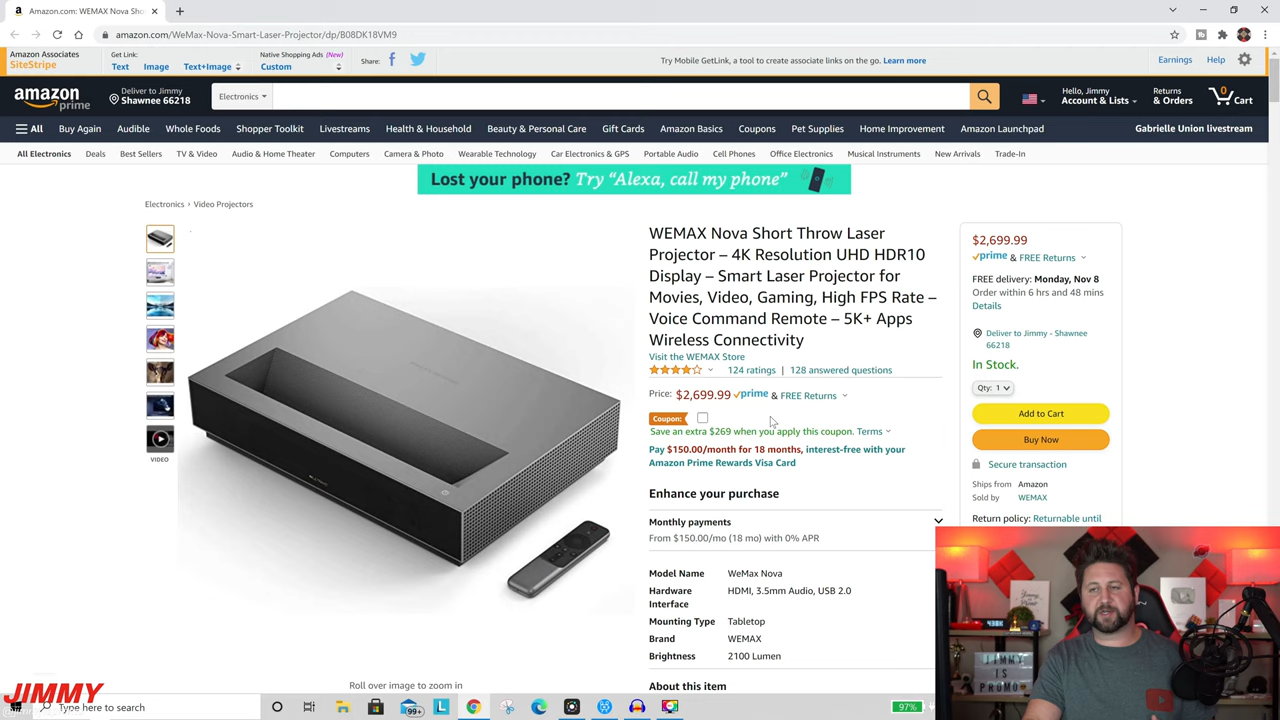 Amazon.com: WEMAX Nova Sho
amazon.com/WeMax-Nova-Smart-Laser-Projector/dp/B08DK18VM9
Amazon Associates
SiteStripe
Get Link:
Text
Image
Text+Image
Native Shopping Ads (New)
Custom
Share:
Try Mobile GetLink, a tool to create associate links on the go. Learn more
Earnings
Help
amazon
prime
Deliver to Jimmy
Shawnee 66218
Electronics
Hello, Jimmy
Account & Lists
Returns
& Orders
0
Cart
All
Buy Again
Audible
Whole Foods
Shopper Toolkit
Livestreams
Health & Household
Beauty & Personal Care
Gift Cards
Amazon Basics
Coupons
Pet Supplies
Home Improvement
Amazon Launchpad
Gabrielle Union livestream
All Electronics
Deals
Best Sellers
TV & Video
Audio & Home Theater
Computers
Camera & Photo
Wearable Technology
Car Electronics & GPS
Portable Audio
Cell Phones
Office Electronics
Musical Instruments
New Arrivals
Trade-In
Lost your phone? Try "Alexa, call my phone"
Electronics › Video Projectors
VIDEO
Roll over image to zoom in
WEMAX Nova Short Throw Laser
Projector – 4K Resolution UHD HDR10
Display – Smart Laser Projector for
Movies, Video, Gaming, High FPS Rate –
Voice Command Remote – 5K+ Apps
Wireless Connectivity
Visit the WEMAX Store
124 ratings | 128 answered questions
Price: $2,699.99 prime & FREE Returns
Coupon:
Save an extra $269 when you apply this coupon. Terms
Pay $150.00/month for 18 months, interest-free with your
Amazon Prime Rewards Visa Card
Enhance your purchase
Monthly payments
From $150.00/mo (18 mo) with 0% APR
Model Name WeMax Nova
Hardware HDMI, 3.5mm Audio, USB 2.0
Interface
Mounting Type Tabletop
Brand WEMAX
Brightness 2100 Lumen
About this item
$2,699.99
prime & FREE Returns
FREE delivery: Monday, Nov 8
Order within 6 hrs and 48 mins
Details
Deliver to Jimmy - Shawnee
66218
In Stock.
Qty: 1
Add to Cart
Buy Now
Secure transaction
Ships from Amazon
Sold by WEMAX
Return policy: Returnable until
JIMMY
IS
PROMO
JIMMY
Type here to search
99+
97%